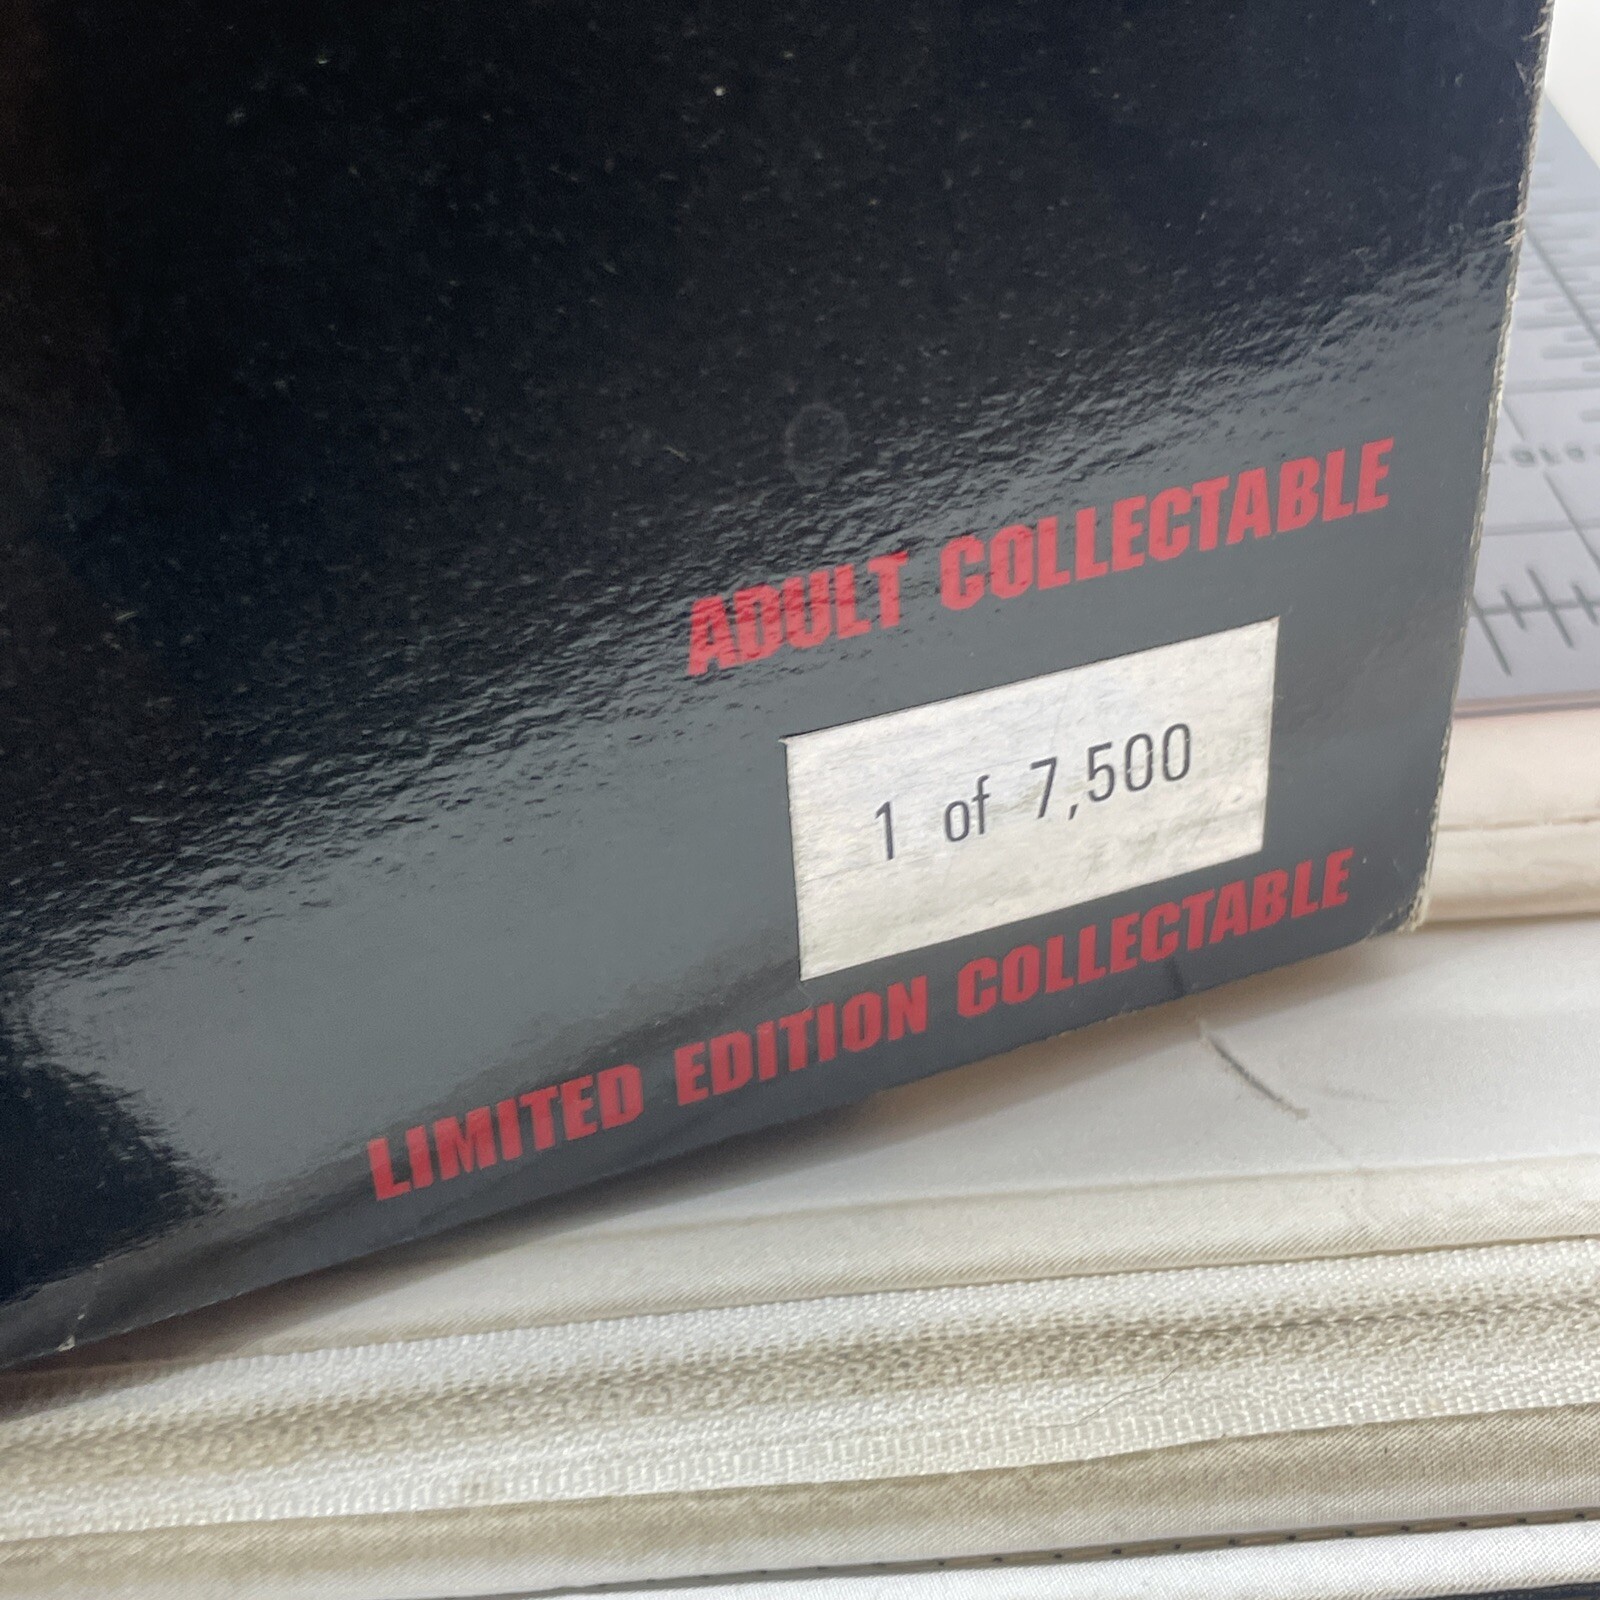 ADULT COLLECTABLE
1 of 7,500
LIMITED EDITION COLLECTABLE